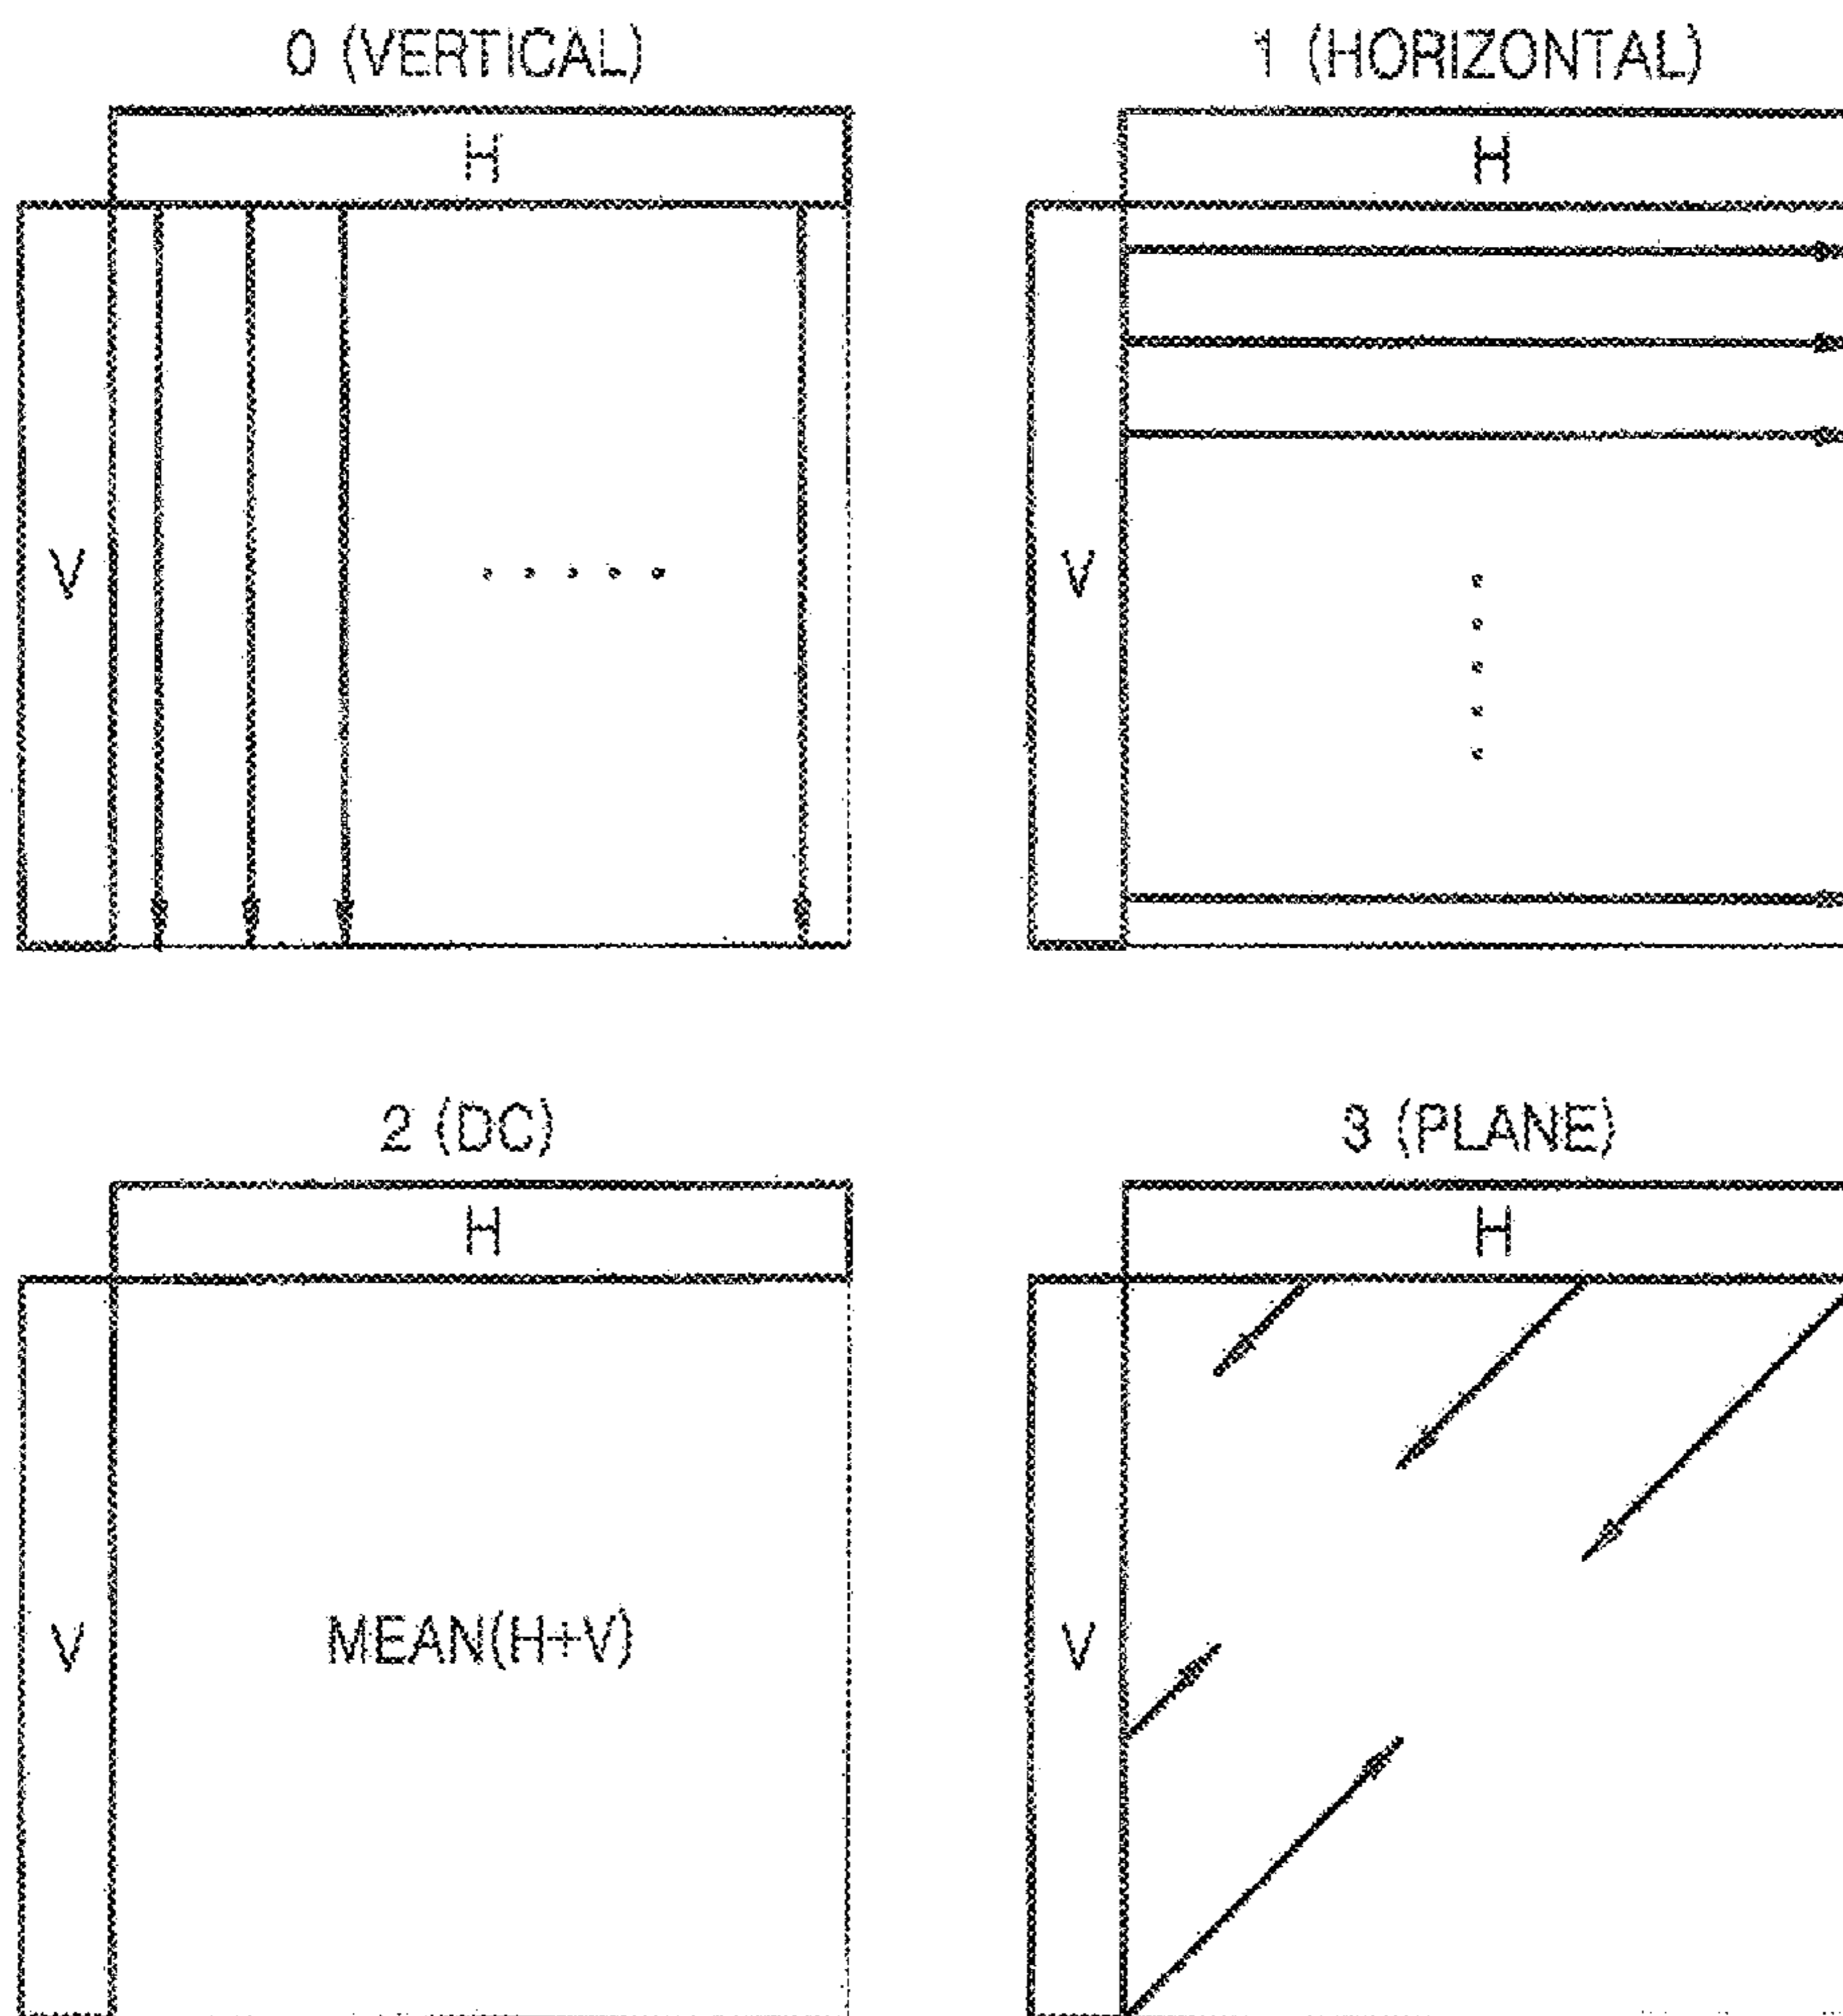 0 (VERTICAL)
H
V
1 (HORIZONTAL)
H
V
2 (DC)
H
V
MEAN(H+V)
3 (PLANE)
H
V